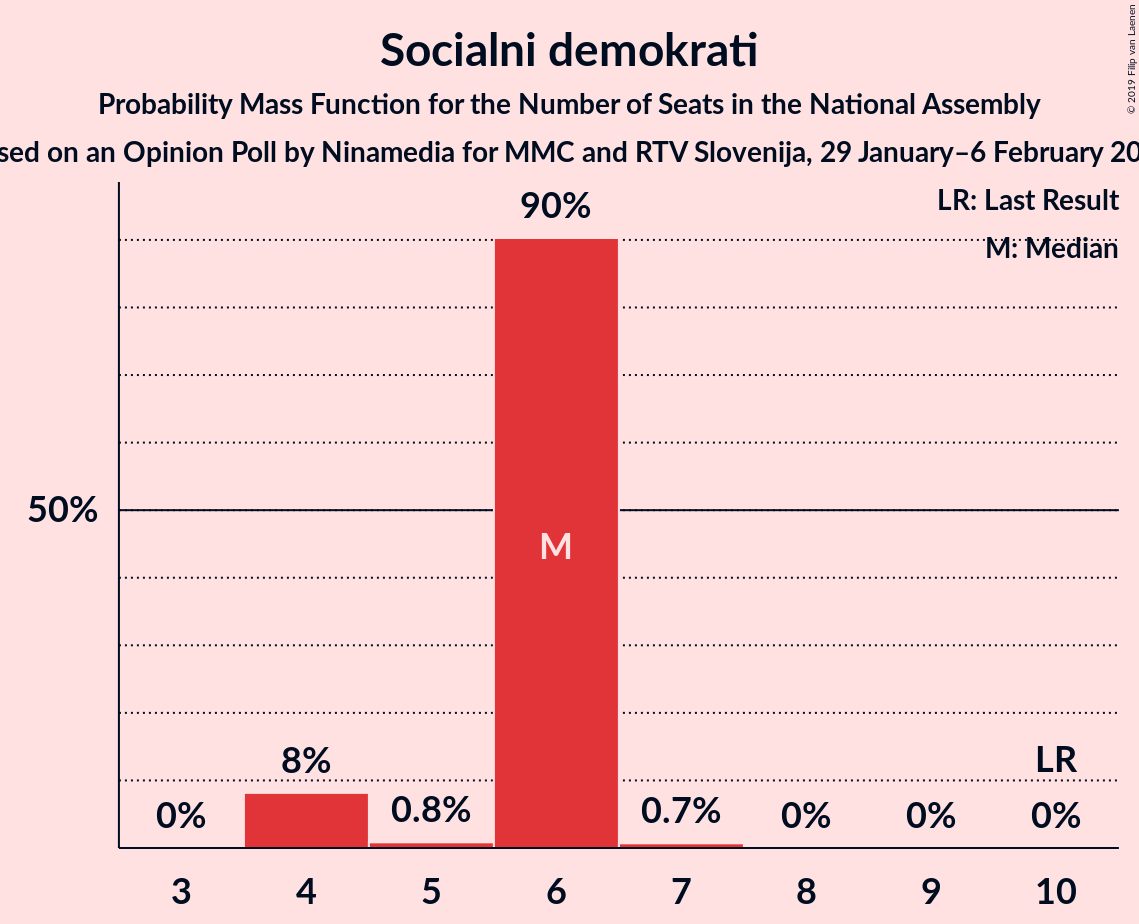 Socialni demokrati
Probability Mass Function for the Number of Seats in the National Assembly
sed on an Opinion Poll by Ninamedia for MMC and RTV Slovenija, 29 January–6 February 20
© 2019 Filip van Laenen
LR: Last Result
M: Median
90%
50%
M
8%
LR
0%
0.8%
0.7%
0%
0%
0%
3 4 5 6 7 8 9 10